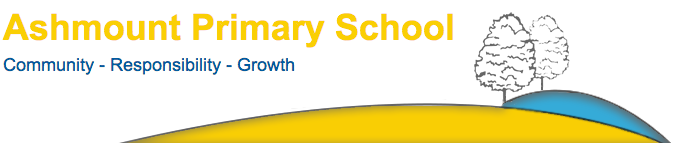 Ashmount Primary School
Community - Responsibility - Growth